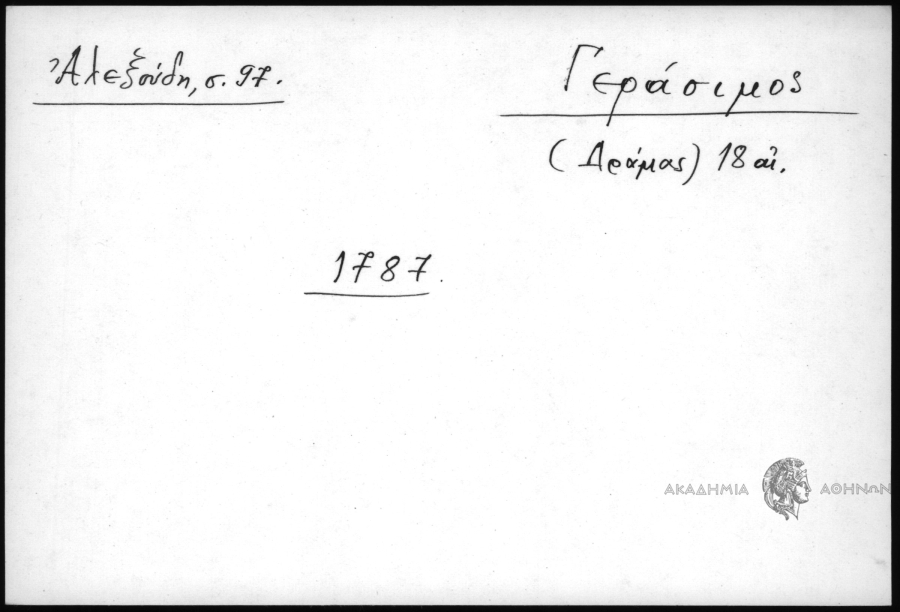 Ἀλεξούδη, σ. 97.
Γεράσιμος
(Δράμας) 18 αἰ.
1787.
ΑΚΑΔΗΜΙΑ ΑΘΗΝΩΝ